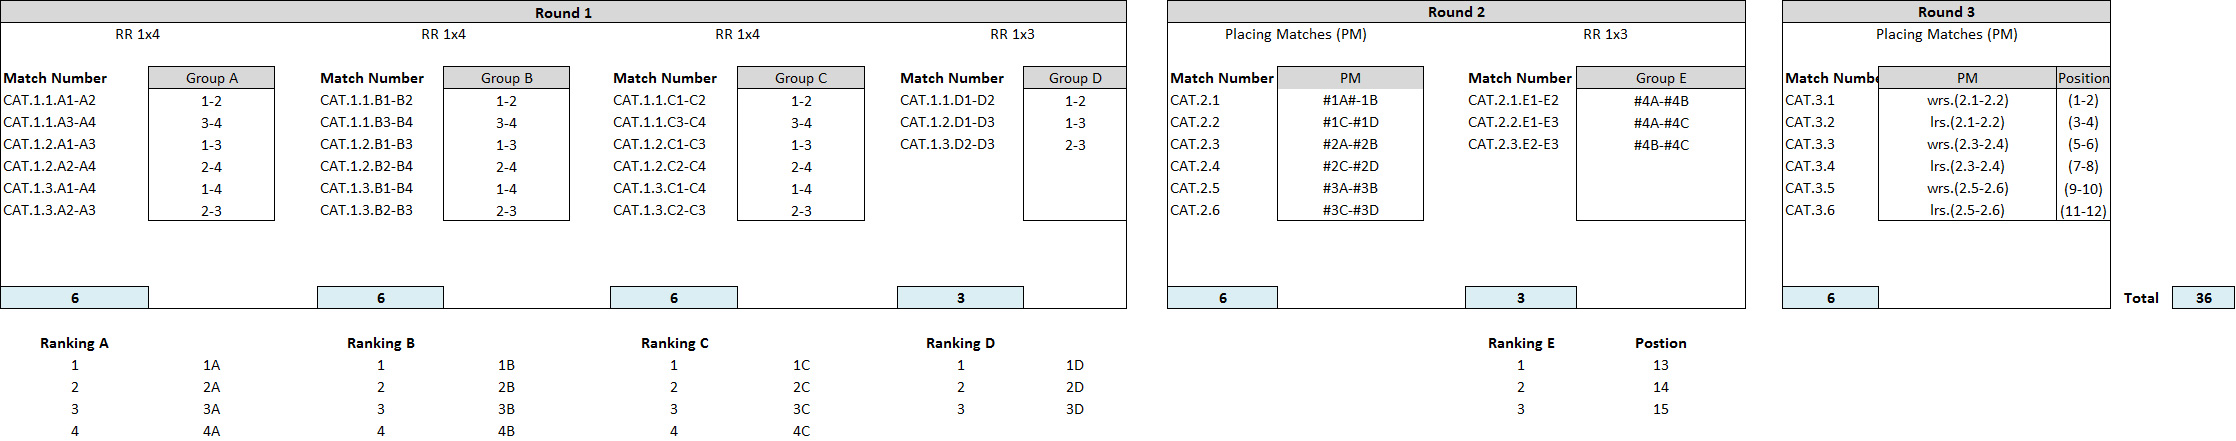 Round 1 Round 2 Round 3
RR 1x4 RR 1x4 RR 1x4 RR 1x3 Placing Matches (PM) RR 1x3 Placing Matches (PM)
Match Number Group A Match Number Group B Match Number Group C Match Number Group D Match Number PM Match Number Group E Match Numbe PM Position
CAT.1.1.A1-A2 1-2 CAT.1.1.B1-B2 1-2 CAT.1.1.C1-C2 1-2 CAT.1.1.D1-D2 1-2 CAT.2.1 #1A#-1B CAT.2.1.E1-E2 #4A-#4B CAT.3.1 wrs.(2.1-2.2) (1-2)
CAT.1.1.A3-A4 3-4 CAT.1.1.B3-B4 3-4 CAT.1.1.C3-C4 3-4 CAT.1.2.D1-D3 1-3 CAT.2.2 #1C-#1D CAT.2.2.E1-E3 #4A-#4C CAT.3.2 lrs.(2.1-2.2) (3-4)
CAT.1.2.A1-A3 1-3 CAT.1.2.B1-B3 1-3 CAT.1.2.C1-C3 1-3 CAT.1.3.D2-D3 2-3 CAT.2.3 #2A-#2B CAT.2.3.E2-E3 #4B-#4C CAT.3.3 wrs.(2.3-2.4) (5-6)
CAT.1.2.A2-A4 2-4 CAT.1.2.B2-B4 2-4 CAT.1.2.C2-C4 2-4 CAT.2.4 #2C-#2D CAT.3.4 lrs.(2.3-2.4) (7-8)
CAT.1.3.A1-A4 1-4 CAT.1.3.B1-B4 1-4 CAT.1.3.C1-C4 1-4 CAT.2.5 #3A-#3B CAT.3.5 wrs.(2.5-2.6) (9-10)
CAT.1.3.A2-A3 2-3 CAT.1.3.B2-B3 2-3 CAT.1.3.C2-C3 2-3 CAT.2.6 #3C-#3D CAT.3.6 lrs.(2.5-2.6) (11-12)
6 6 6 3 6 3 6 Total 36
Ranking A Ranking B Ranking C Ranking D Ranking E Postion
1 1A 1 1B 1 1C 1 1D 1 13
2 2A 2 2B 2 2C 2 2D 2 14
3 3A 3 3B 3 3C 3 3D 3 15
4 4A 4 4B 4 4C